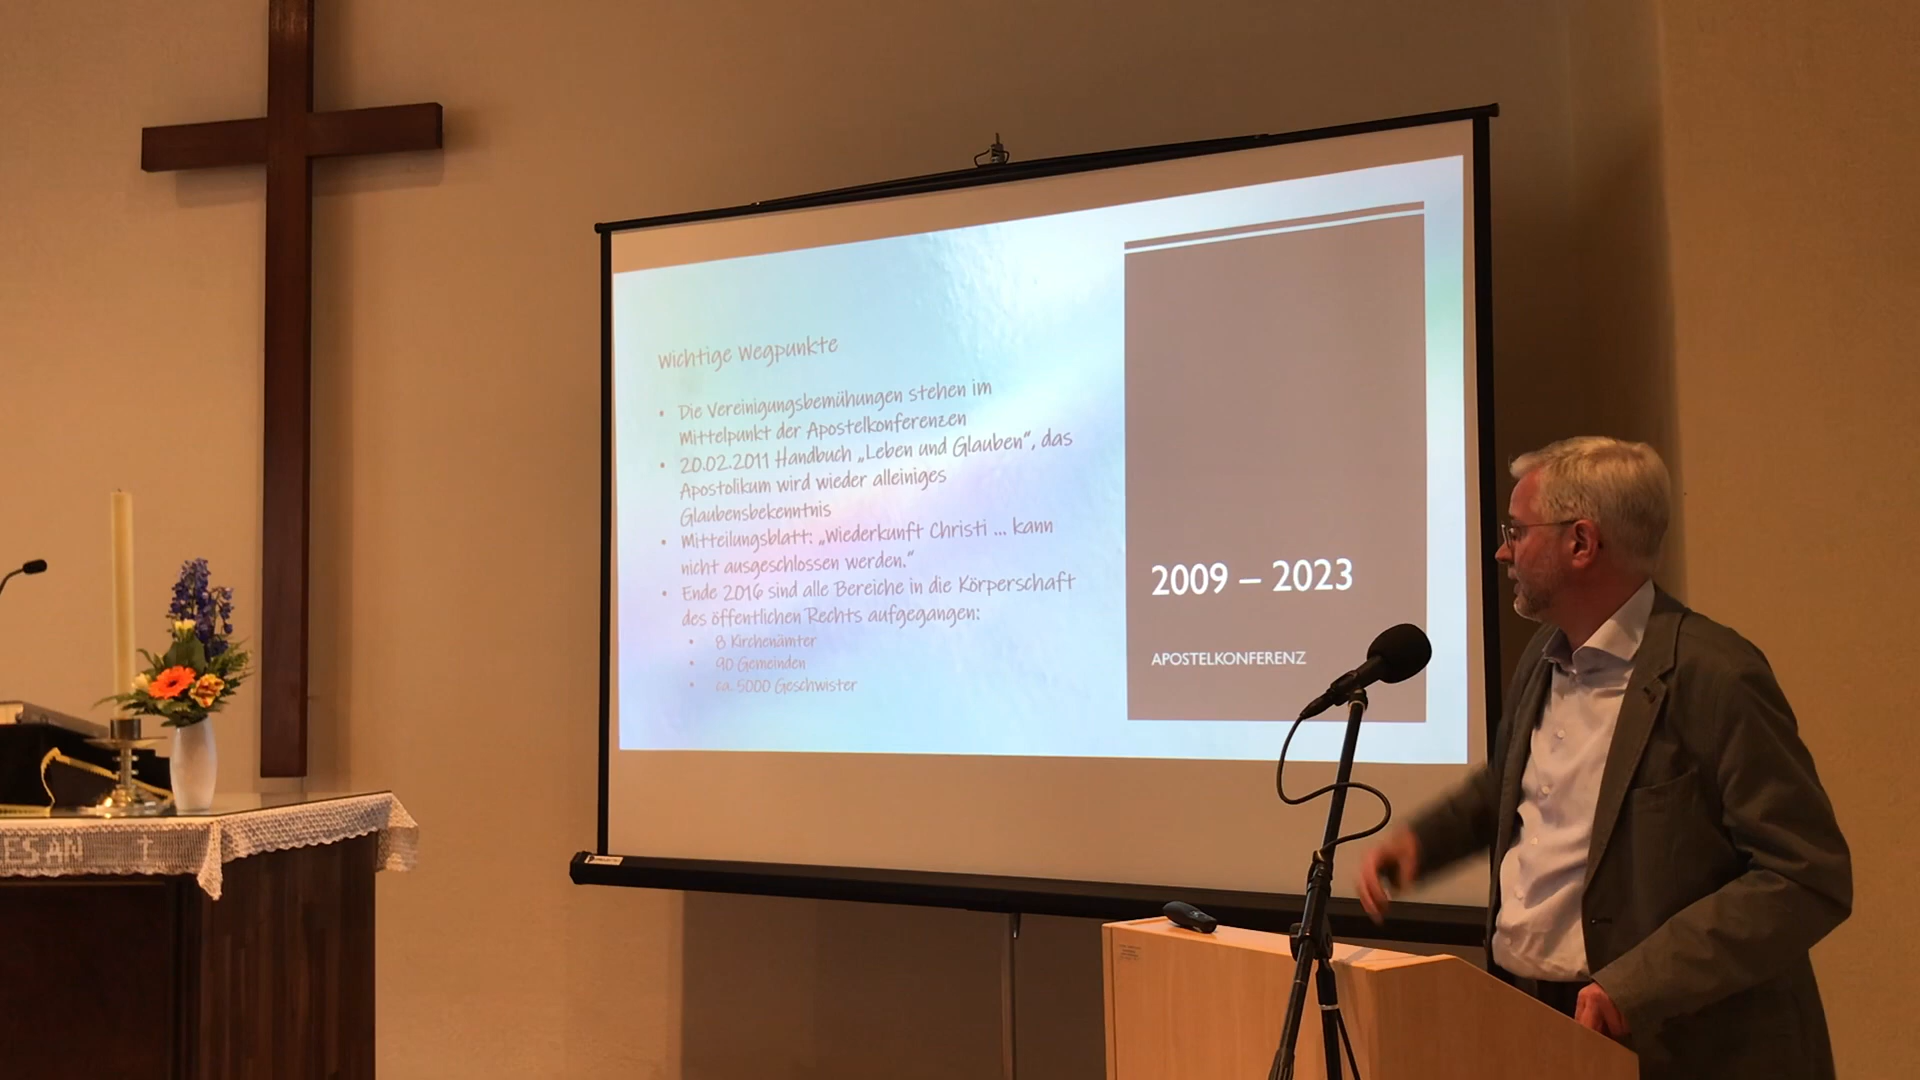 Wichtige Wegpunkte
• Die Vereinigungsbemühungen stehen im
Mittelpunkt der Apostelkonferenzen
• 20.02.2011 Handbuch „Leben und Glauben“, das
Apostolikum wird wieder alleiniges
Glaubensbekenntnis
• Mitteilungsblatt: „Wiederkunft Christi ... kann
nicht ausgeschlossen werden.“
• Ende 2016 sind alle Bereiche in die Körperschaft
des öffentlichen Rechts aufgegangen:
• 8 Kirchenämter
• 90 Gemeinden
• ca. 5000 Geschwister
2009 – 2023
APOSTELKONFERENZ
ES AN